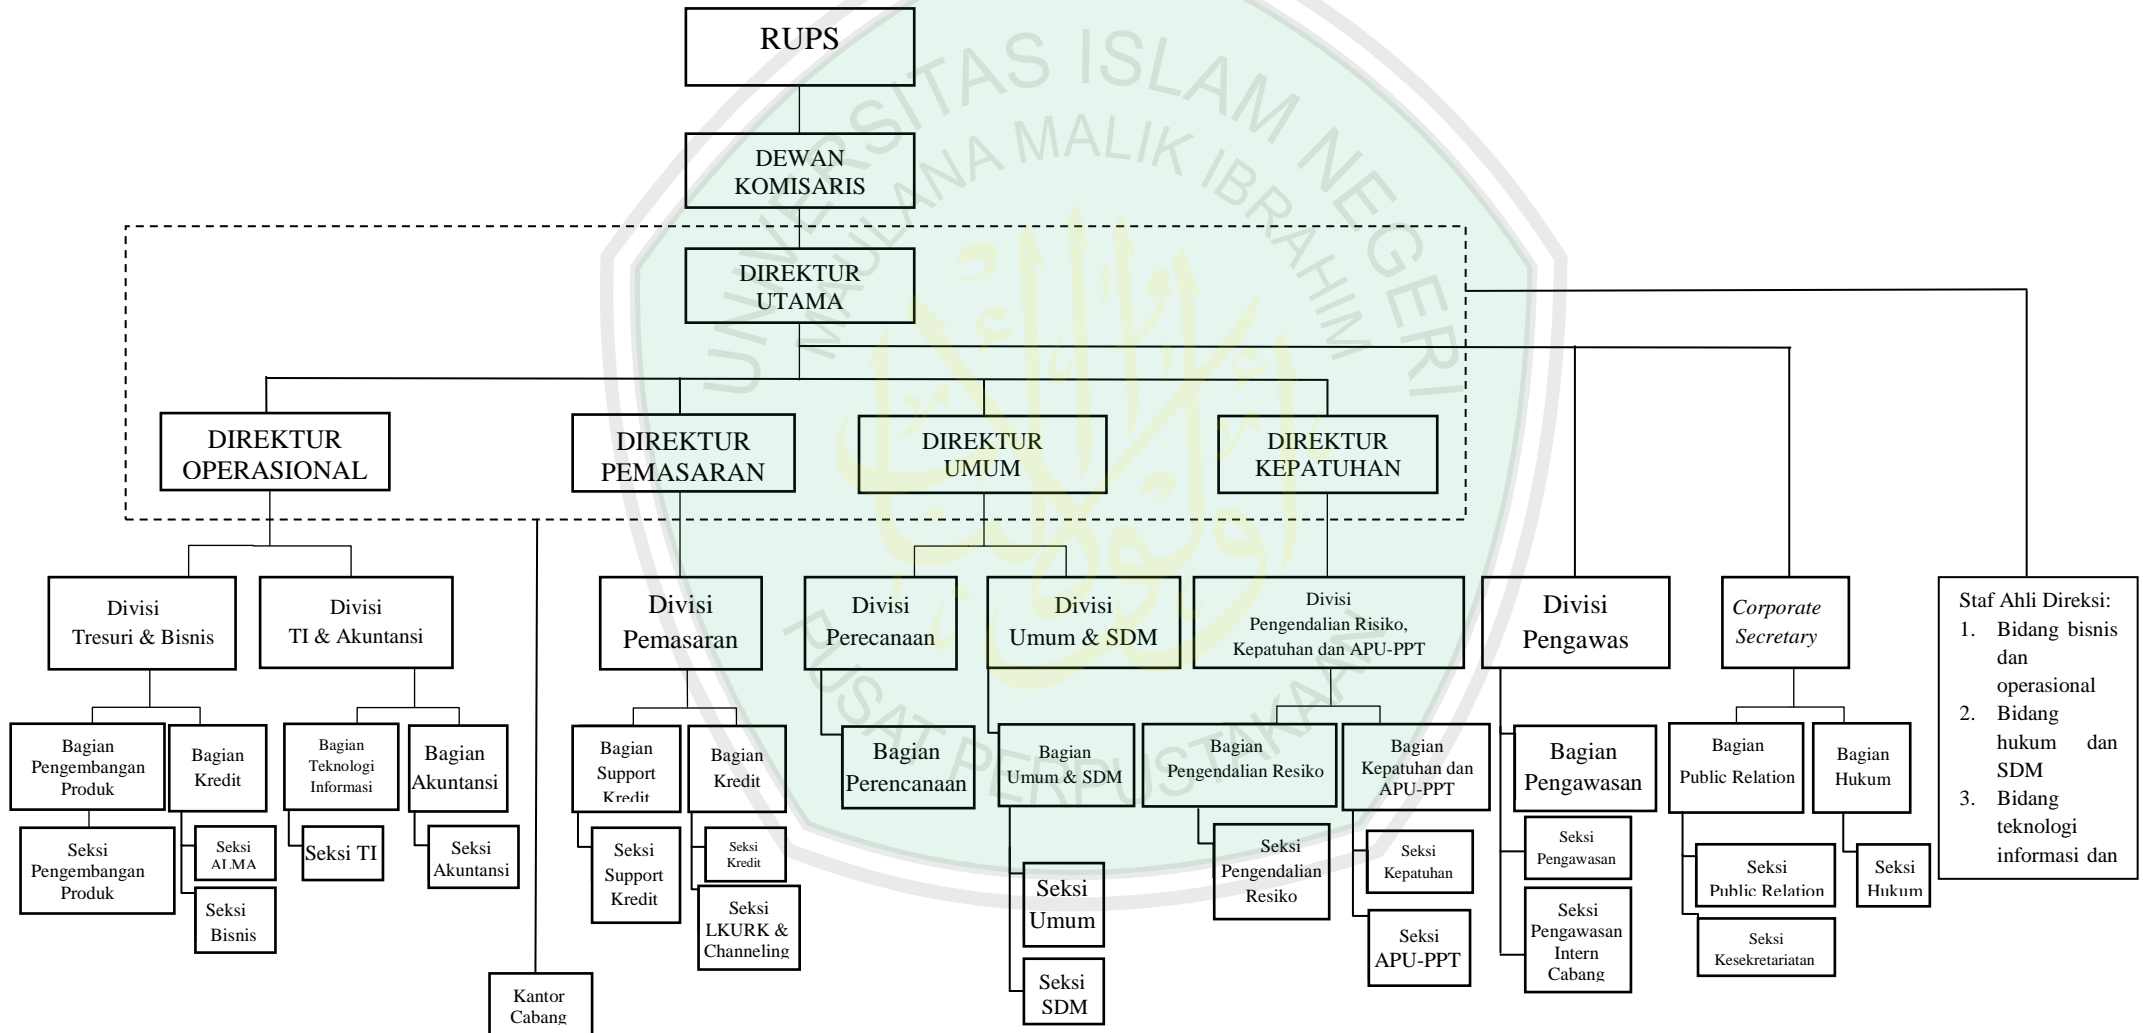 RUPS
DEWAN
KOMISARIS
DIREKTUR
UTAMA
DIREKTUR
OPERASIONAL
DIREKTUR
PEMASARAN
DIREKTUR
UMUM
DIREKTUR
KEPATUHAN
Divisi
Tresuri & Bisnis
Divisi
TI & Akuntansi
Divisi
Pemasaran
Divisi
Perecanaan
Divisi
Umum & SDM
Divisi
Pengendalian Risiko,
Kepatuhan dan APU-PPT
Divisi
Pengawas
Corporate
Secretary
Staf Ahli Direksi:
1. Bidang bisnis
dan
operasional
2. Bidang
hukum dan
SDM
3. Bidang
teknologi
informasi dan
Bagian
Pengembangan
Produk
Bagian
Kredit
Bagian
Teknologi
Informasi
Bagian
Akuntansi
Bagian
Support
Kredit
Bagian
Kredit
Bagian
Perencanaan
Bagian
Umum & SDM
Bagian
Pengendalian Resiko
Bagian
Kepatuhan dan
APU-PPT
Bagian
Pengawasan
Bagian
Public Relation
Bagian
Hukum
Seksi
Pengembangan
Produk
Seksi
ALMA
Seksi
Bisnis
Seksi TI
Seksi
Akuntansi
Seksi
Support
Kredit
Seksi
Kredit
Seksi
LKURK &
Channeling
Seksi
Umum
Seksi
SDM
Seksi
Pengendalian
Resiko
Seksi
Kepatuhan
Seksi
APU-PPT
Seksi
Pengawasan
Seksi
Pengawasan
Intern
Cabang
Seksi
Public Relation
Seksi
Kesekretariatan
Seksi
Hukum
Kantor
Cabang
UNIVERSITAS ISLAM NEGERI
MAULANA MALIK IBRAHIM
PUSAT PERPUSTAKAAN